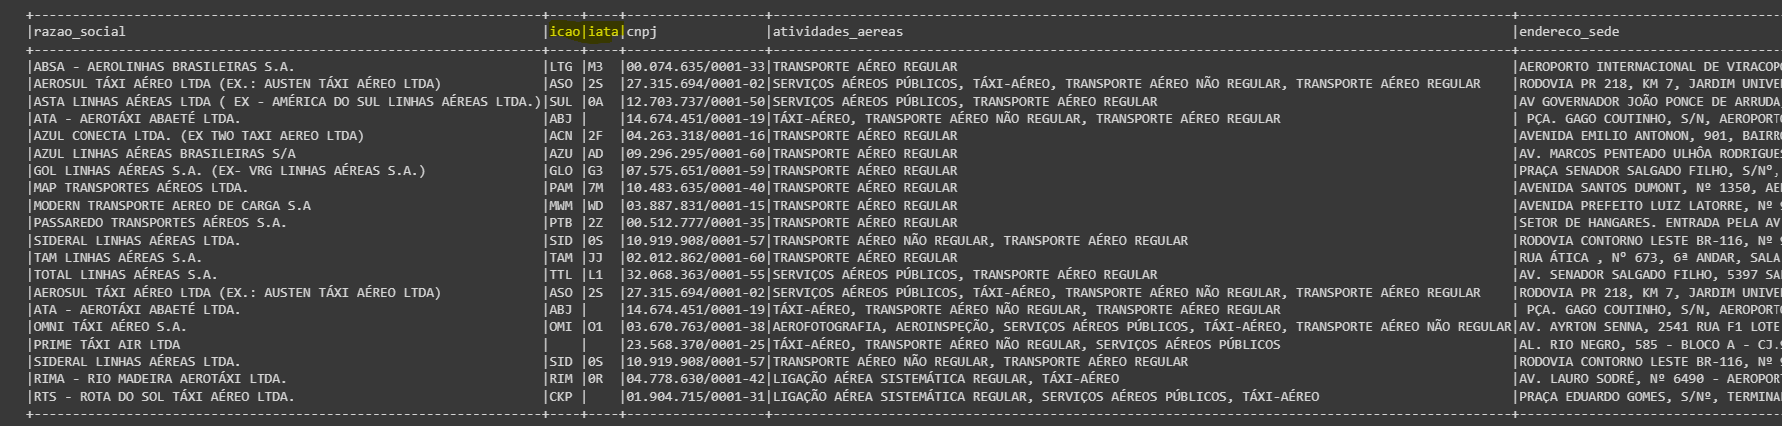 |razao_social |icao|iata|cnpj |atividades_aereas |endereco_sede
|ABSA - AEROLINHAS BRASILEIRAS S.A. |LTG |M3 |00.074.635/0001-33|TRANSPORTE AÉREO REGULAR |AEROPORTO INTERNACIONAL DE VIRACOPO
|AEROSUL TÁXI AÉREO LTDA (EX.: AUSTEN TÁXI AÉREO LTDA) |ASO |2S |27.315.694/0001-02|SERVIÇOS AÉREOS PÚBLICOS, TÁXI-AÉREO, TRANSPORTE AÉREO NÃO REGULAR, TRANSPORTE AÉREO REGULAR |RODOVIA PR 218, KM 7, JARDIM UNIVE
|ASTA LINHAS AÉREAS LTDA ( EX - AMÉRICA DO SUL LINHAS AÉREAS LTDA.)|SUL |0A |12.703.737/0001-50|SERVIÇOS AÉREOS PÚBLICOS, TRANSPORTE AÉREO REGULAR |AV GOVERNADOR JOÃO PONCE DE ARRUDA
|ATA - AEROTÁXI ABAETÉ LTDA. |ABJ | |14.674.451/0001-19|TÁXI-AÉREO, TRANSPORTE AÉREO NÃO REGULAR, TRANSPORTE AÉREO REGULAR | PÇA. GAGO COUTINHO, S/N, AEROPORTO
|AZUL CONECTA LTDA. (EX TWO TAXI AEREO LTDA) |ACN |2F |04.263.318/0001-16|TRANSPORTE AÉREO REGULAR |AVENIDA EMILIO ANTONON, 901, BAIRR
|AZUL LINHAS AÉREAS BRASILEIRAS S/A |AZU |AD |09.296.295/0001-60|TRANSPORTE AÉREO REGULAR |AV. MARCOS PENTEADO ULHÔA RODRIGUE
|GOL LINHAS AÉREAS S.A. (EX- VRG LINHAS AÉREAS S.A.) |GLO |G3 |07.575.651/0001-59|TRANSPORTE AÉREO REGULAR |PRAÇA SENADOR SALGADO FILHO, S/Nº,
|MAP TRANSPORTES AÉREOS LTDA. |PAM |7M |10.483.635/0001-40|TRANSPORTE AÉREO REGULAR |AVENIDA SANTOS DUMONT, Nº 1350, AE
|MODERN TRANSPORTE AEREO DE CARGA S.A |MWM |WD |03.887.831/0001-15|TRANSPORTE AÉREO REGULAR |AVENIDA PREFEITO LUIZ LATORRE, Nº 9
|PASSAREDO TRANSPORTES AÉREOS S.A. |PTB |2Z |00.512.777/0001-35|TRANSPORTE AÉREO REGULAR |SETOR DE HANGARES. ENTRADA PELA AV
|SIDERAL LINHAS AÉREAS LTDA. |SID |0S |10.919.908/0001-57|TRANSPORTE AÉREO NÃO REGULAR, TRANSPORTE AÉREO REGULAR |RODOVIA CONTORNO LESTE BR-116, Nº 9
|TAM LINHAS AÉREAS S.A. |TAM |JJ |02.012.862/0001-60|TRANSPORTE AÉREO REGULAR |RUA ÁTICA , Nº 673, 6ª ANDAR, SALA
|TOTAL LINHAS AÉREAS S.A. |TTL |L1 |32.068.363/0001-55|SERVIÇOS AÉREOS PÚBLICOS, TRANSPORTE AÉREO REGULAR |AV. SENADOR SALGADO FILHO, 5397 SA
|AEROSUL TÁXI AÉREO LTDA (EX.: AUSTEN TÁXI AÉREO LTDA) |ASO |2S |27.315.694/0001-02|SERVIÇOS AÉREOS PÚBLICOS, TÁXI-AÉREO, TRANSPORTE AÉREO NÃO REGULAR, TRANSPORTE AÉREO REGULAR |RODOVIA PR 218, KM 7, JARDIM UNIVE
|ATA - AEROTÁXI ABAETÉ LTDA. |ABJ | |14.674.451/0001-19|TÁXI-AÉREO, TRANSPORTE AÉREO NÃO REGULAR, TRANSPORTE AÉREO REGULAR | PÇA. GAGO COUTINHO, S/N, AEROPORTO
|OMNI TÁXI AÉREO S.A. |OMI |O1 |03.670.763/0001-38|AEROFOTOGRAFIA, AEROINSPEÇÃO, SERVIÇOS AÉREOS PÚBLICOS, TÁXI-AÉREO, TRANSPORTE AÉREO NÃO REGULAR|AV. AYRTON SENNA, 2541 RUA F1 LOTE
|PRIME TÁXI AIR LTDA | | |23.568.370/0001-25|TÁXI-AÉREO, TRANSPORTE AÉREO NÃO REGULAR, SERVIÇOS AÉREOS PÚBLICOS |AL. RIO NEGRO, 585 - BLOCO A - CJ.
|SIDERAL LINHAS AÉREAS LTDA. |SID |0S |10.919.908/0001-57|TRANSPORTE AÉREO NÃO REGULAR, TRANSPORTE AÉREO REGULAR |RODOVIA CONTORNO LESTE BR-116, Nº 9
|RIMA - RIO MADEIRA AEROTÁXI LTDA. |RIM |0R |04.778.630/0001-42|LIGAÇÃO AÉREA SISTEMÁTICA REGULAR, TÁXI-AÉREO |AV. LAURO SODRÉ, Nº 6490 - AEROPOR
|RTS - ROTA DO SOL TÁXI AÉREO LTDA. |CKP | |01.904.715/0001-31|LIGAÇÃO AÉREA SISTEMÁTICA REGULAR, SERVIÇOS AÉREOS PÚBLICOS, TÁXI-AÉREO |PRAÇA EDUARDO GOMES, S/Nº, TERMINA